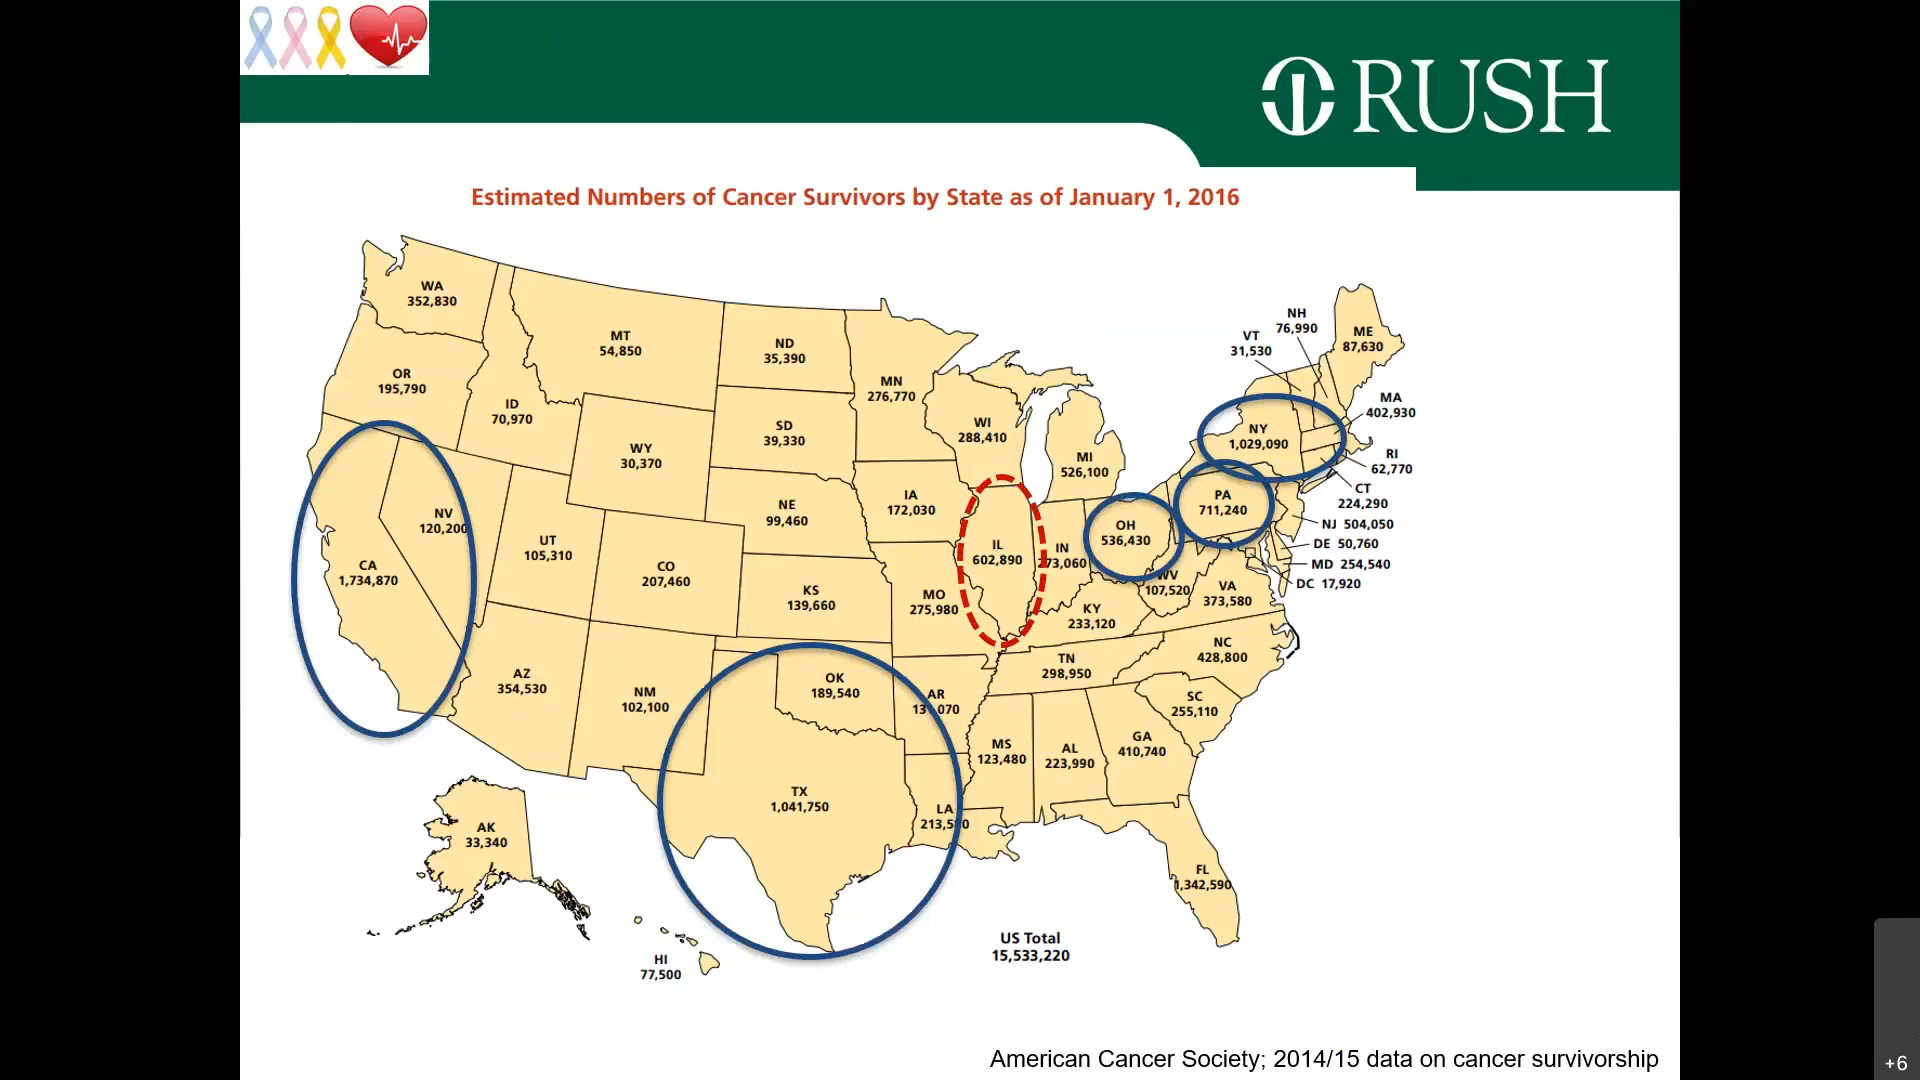 RUSH
Estimated Numbers of Cancer Survivors by State as of January 1, 2016
WA
352,830
OR
195,790
CA
1,734,870
NV
120,200
ID
70,970
MT
54,850
WY
30,370
UT
105,310
CO
207,460
AZ
354,530
NM
102,100
ND
35,390
SD
39,330
NE
99,460
KS
139,660
OK
189,540
TX
1,041,750
MN
276,770
IA
172,030
MO
275,980
AR
LA
WI
288,410
IL
602,890
MI
526,100
IN
273,060
OH
536,430
KY
233,120
TN
298,950
MS
123,480
AL
223,990
GA
410,740
FL
1,342,590
SC
255,110
NC
428,800
VA
373,580
WV
107,520
PA
711,240
NY
1,029,090
VT
31,530
NH
76,990
ME
87,630
MA
402,930
RI
62,770
CT
224,290
NJ 504,050
DE 50,760
MD 254,540
DC 17,920
AK
33,340
HI
77,500
US Total
15,533,220
American Cancer Society; 2014/15 data on cancer survivorship
+6